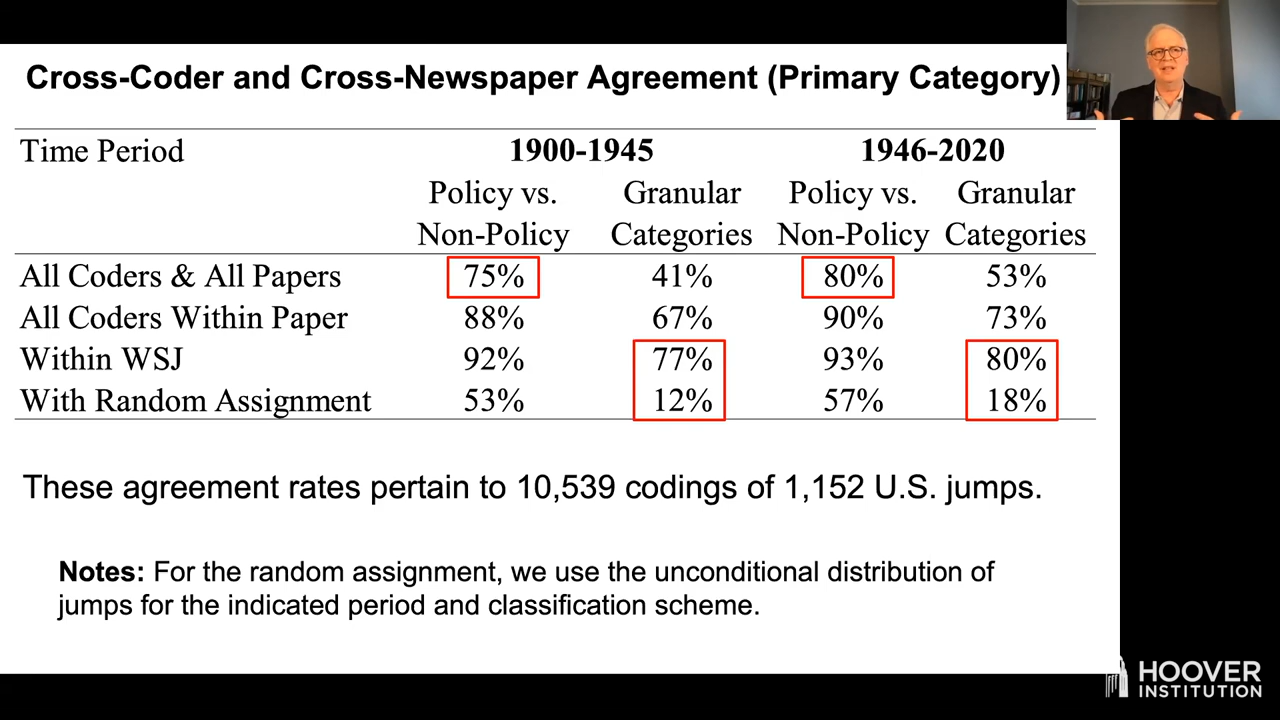 Cross-Coder and Cross-Newspaper Agreement (Primary Category)
Time Period 1900-1945 1946-2020
Policy vs. Granular Policy vs. Granular
Non-Policy Categories Non-Policy Categories
All Coders & All Papers 75% 41% 80% 53%
All Coders Within Paper 88% 67% 90% 73%
Within WSJ 92% 77% 93% 80%
With Random Assignment 53% 12% 57% 18%
These agreement rates pertain to 10,539 codings of 1,152 U.S. jumps.
Notes: For the random assignment, we use the unconditional distribution of
jumps for the indicated period and classification scheme.
HOOVER
INSTITUTION